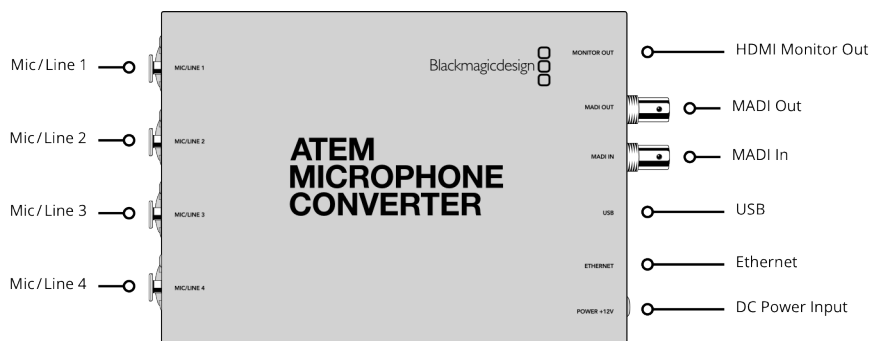 Mic/Line 1
Mic/Line 2
Mic/Line 3
Mic/Line 4
MIC/LINE 1
MIC/LINE 2
MIC/LINE 3
MIC/LINE 4
Blackmagicdesign
ATEM
MICROPHONE
CONVERTER
MONITOR OUT
MADI OUT
MADI IN
USB
ETHERNET
POWER +12V
HDMI Monitor Out
MADI Out
MADI In
USB
Ethernet
DC Power Input